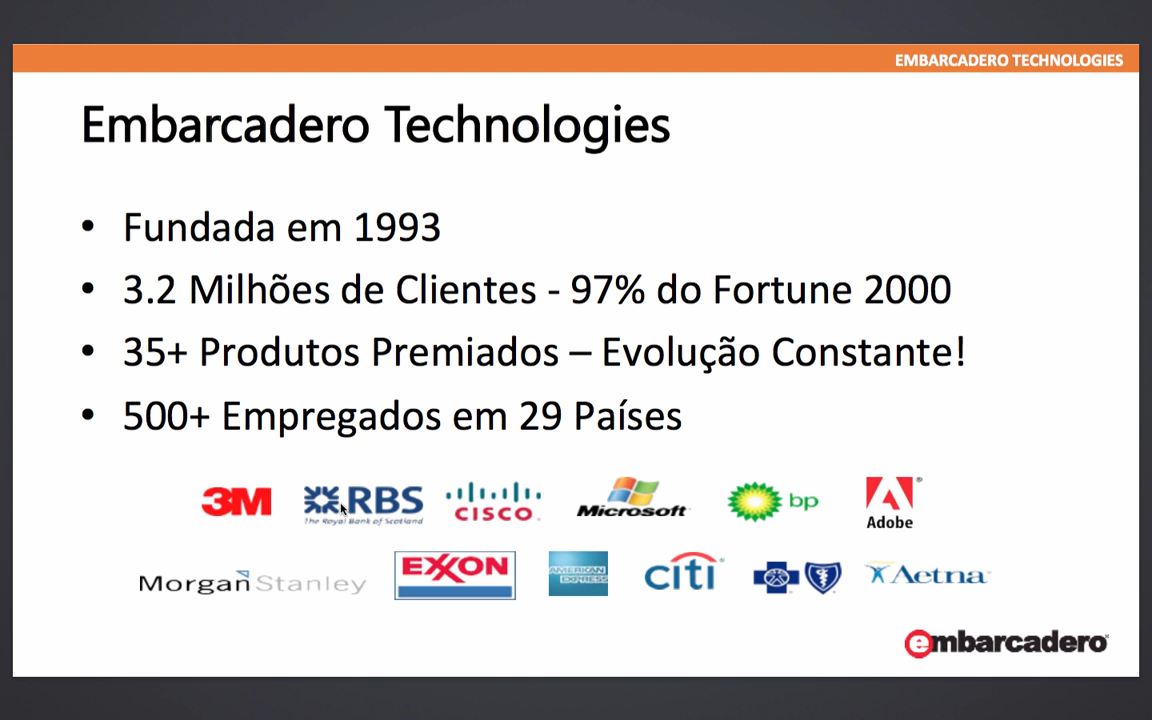 EMBARCADERO TECHNOLOGIES
Embarcadero Technologies
• Fundada em 1993
• 3.2 Milhões de Clientes - 97% do Fortune 2000
• 35+ Produtos Premiados – Evolução Constante!
• 500+ Empregados em 29 Países
3M RBS The Royal Bank of Scotland CISCO Microsoft bp Adobe
Morgan Stanley EXXON AMERICAN EXPRESS citi Aetna
embarcadero